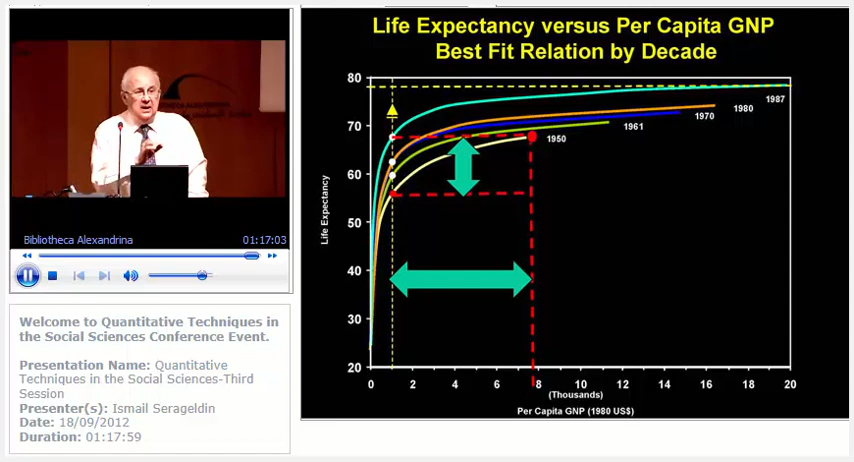 Life Expectancy versus Per Capita GNP
Best Fit Relation by Decade
80
70
60
50
40
30
20
Life Expectancy
1987
1980
1970
1961
1950
0 2 4 6 8 10 12 14 16 18 20
(Thousands)
Per Capita GNP (1980 US$)
Bibliotheca Alexandrina 01:17:03
Welcome to Quantitative Techniques in
the Social Sciences Conference Event.
Presentation Name: Quantitative
Techniques in the Social Sciences-Third
Session
Presenter(s): Ismail Serageldin
Date: 18/09/2012
Duration: 01:17:59